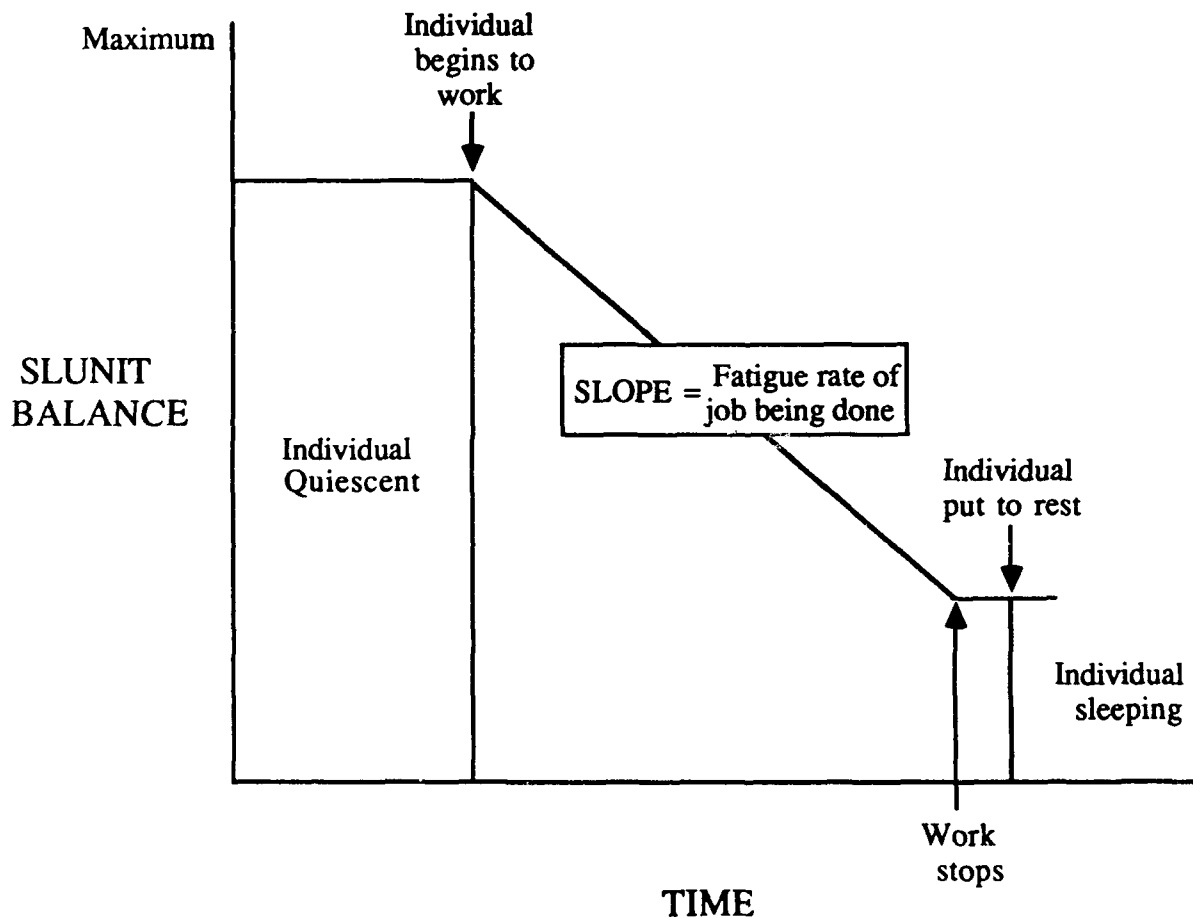 Maximum
Individual
begins to
work
SLUNIT
BALANCE
Individual
Quiescent
SLOPE = Fatigue rate of
job being done
Individual
put to rest
Individual
sleeping
Work
stops
TIME